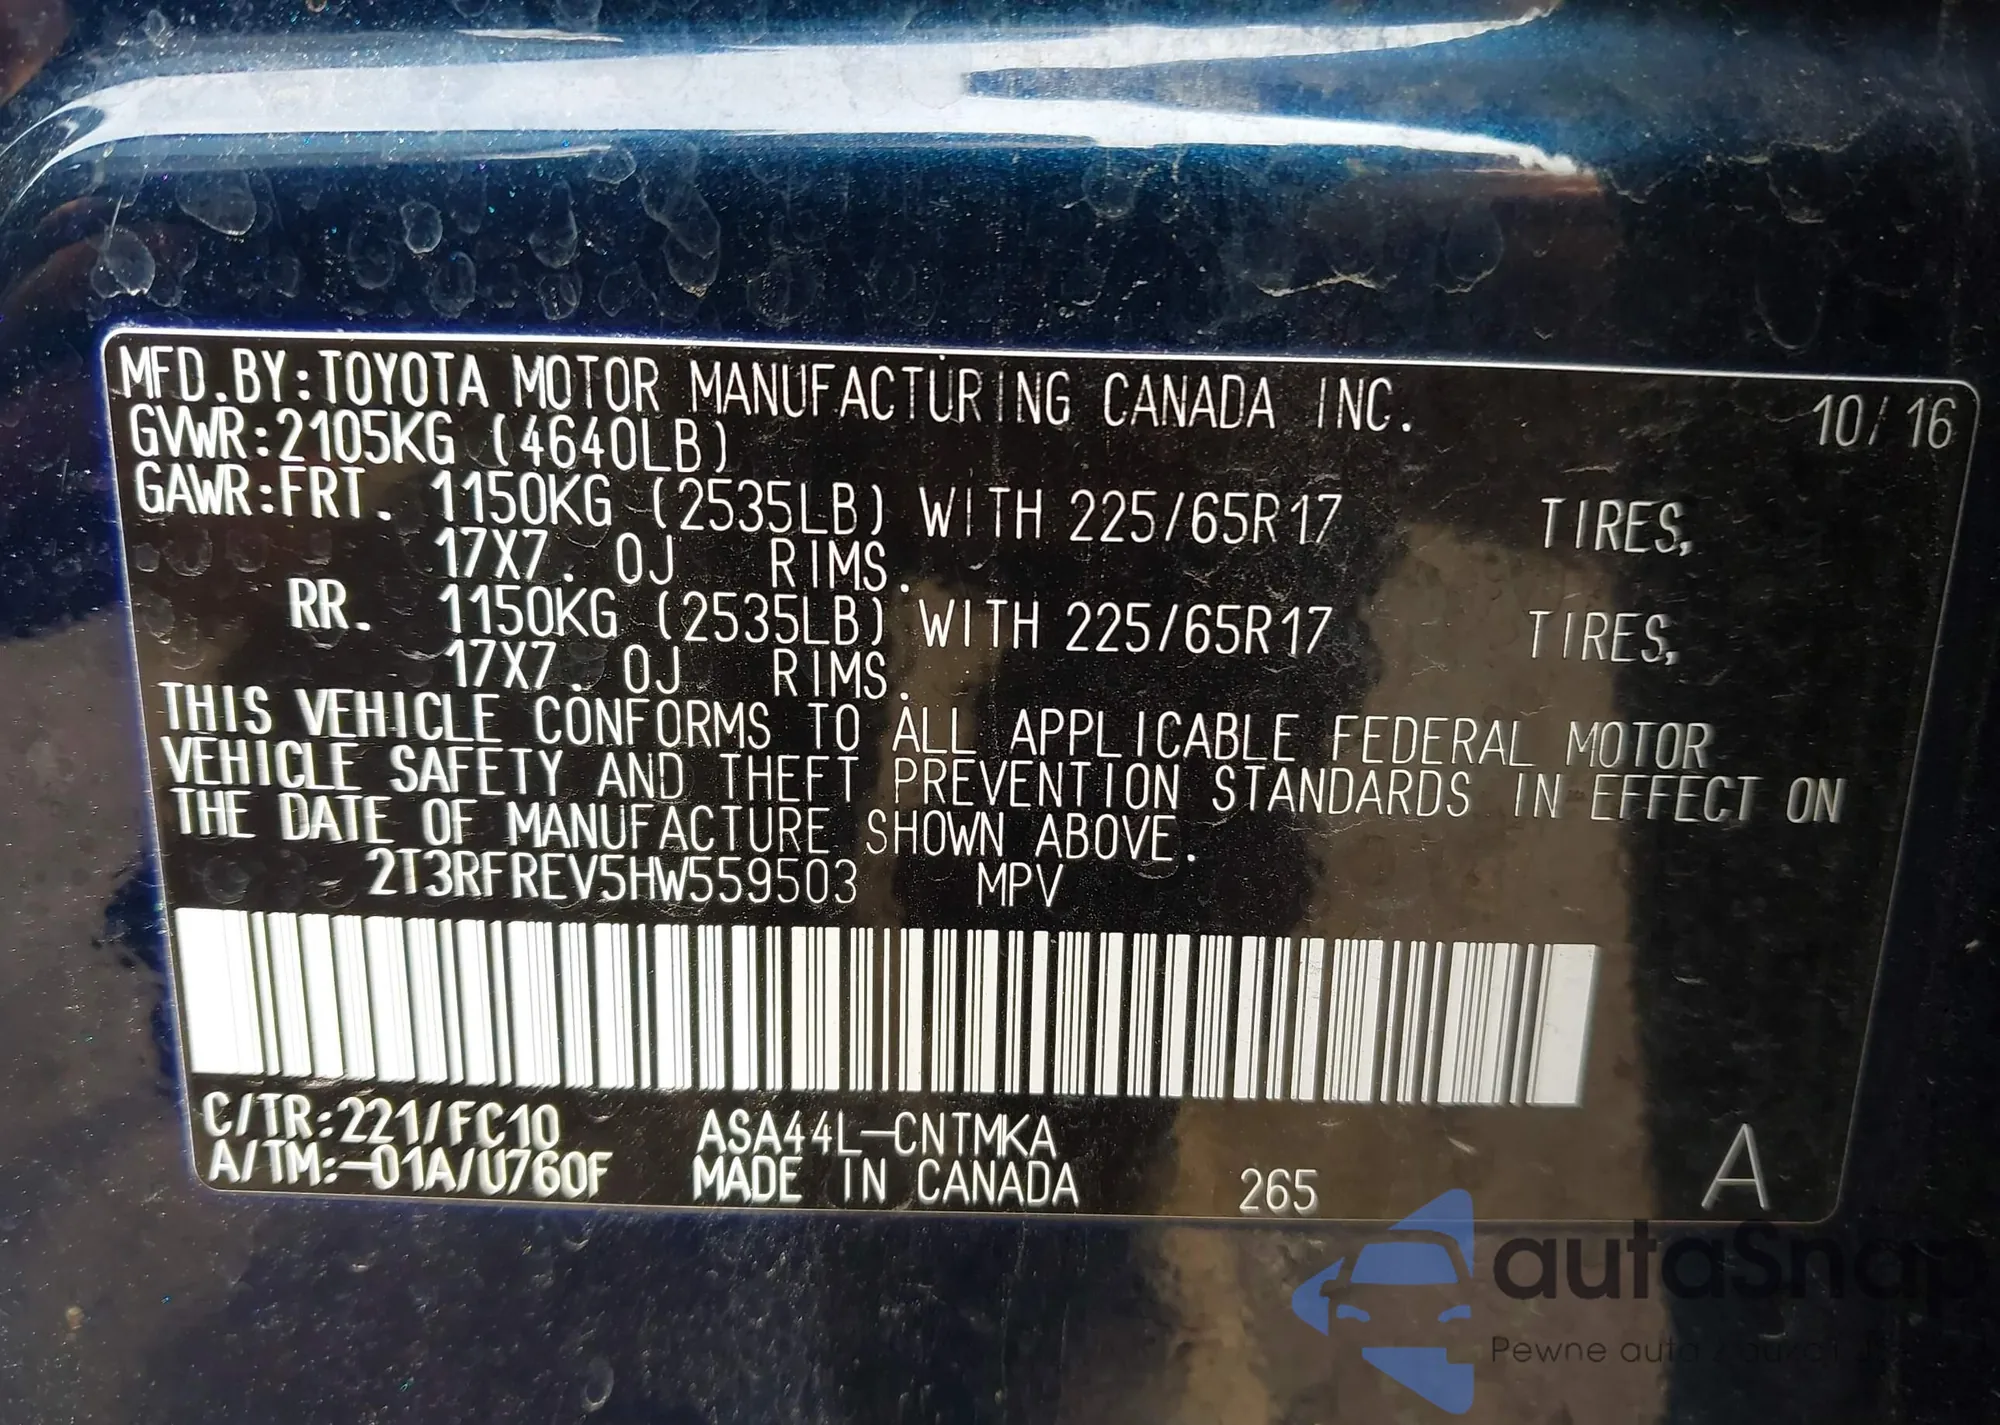 MFD.BY:TOYOTA MOTOR MANUFACTURING CANADA INC. 10/16
GVWR:2105KG (4640LB)
GAWR:FRT. 1150KG (2535LB) WITH 225/65R17 TIRES,
17X7.0J RIMS.
RR. 1150KG (2535LB) WITH 225/65R17 TIRES,
17X7.0J RIMS.
THIS VEHICLE CONFORMS TO ALL APPLICABLE FEDERAL MOTOR
VEHICLE SAFETY AND THEFT PREVENTION STANDARDS IN EFFECT ON
THE DATE OF MANUFACTURE SHOWN ABOVE.
2T3RFREV5HW559503 MPV
C/TR:221/FC10 ASA44L-CNTMKA
A/TM:-01A/U760F MADE IN CANADA 265 A
autaSnap
Pewne auta z